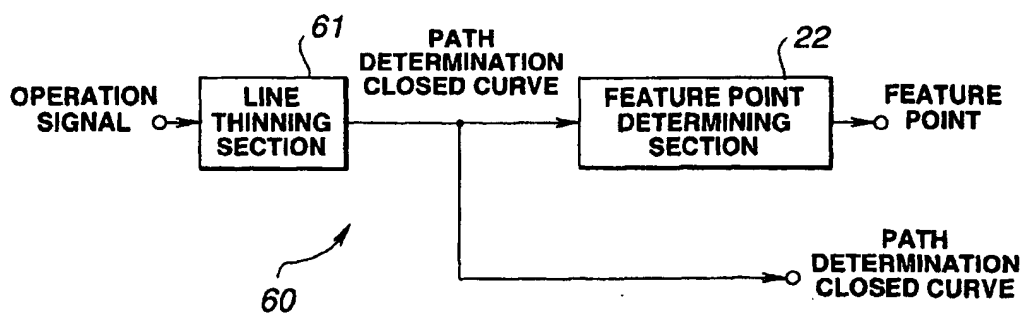 61
PATH
DETERMINATION
CLOSED CURVE
22
OPERATION
SIGNAL
LINE
THINNING
SECTION
FEATURE POINT
DETERMINING
SECTION
FEATURE
POINT
60
PATH
DETERMINATION
CLOSED CURVE